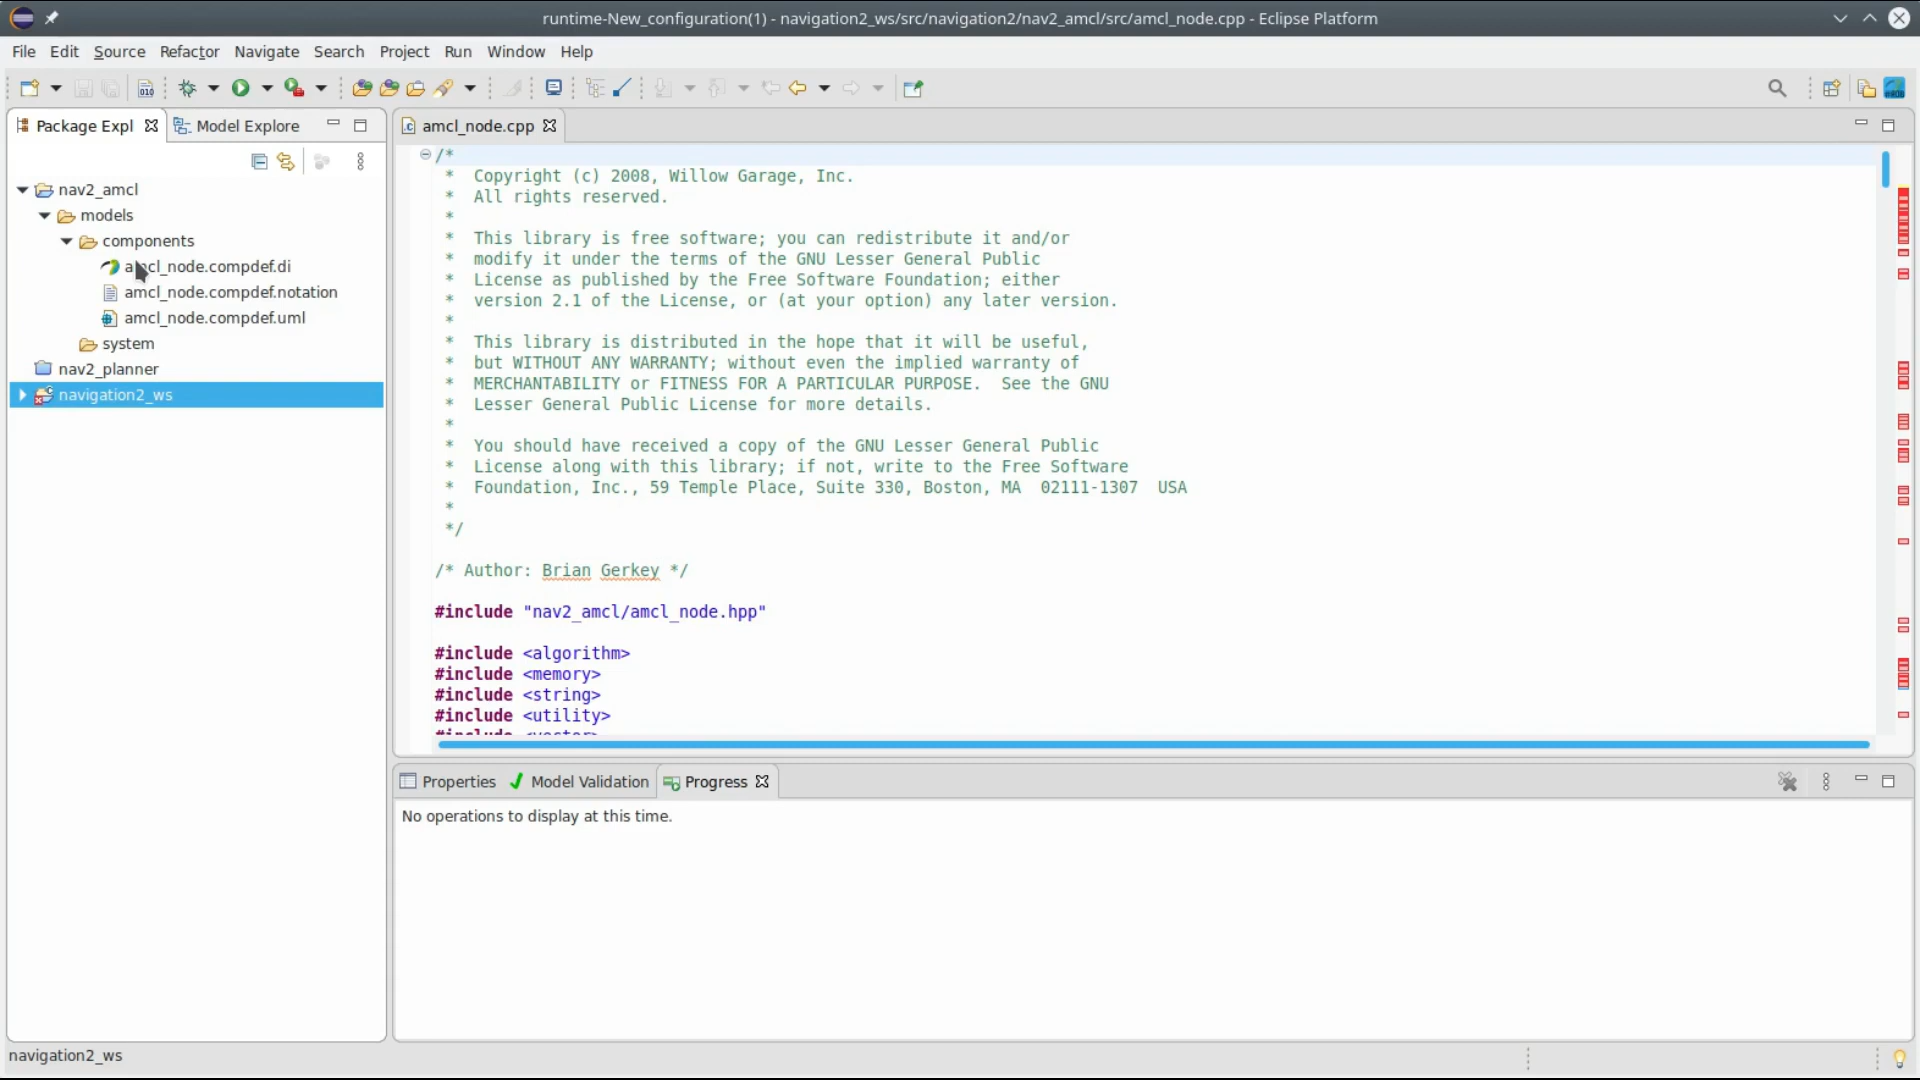 runtime-New_configuration(1) - navigation2_ws/src/navigation2/nav2_amcl/src/amcl_node.cpp - Eclipse Platform
File Edit Source Refactor Navigate Search Project Run Window Help
010
Package Expl
Model Explore
nav2_amcl
models
components
amcl_node.compdef.di
amcl_node.compdef.notation
amcl_node.compdef.uml
system
nav2_planner
navigation2_ws
amcl_node.cpp
/*
*  Copyright (c) 2008, Willow Garage, Inc.
*  All rights reserved.
*
*  This library is free software; you can redistribute it and/or
*  modify it under the terms of the GNU Lesser General Public
*  License as published by the Free Software Foundation; either
*  version 2.1 of the License, or (at your option) any later version.
*
*  This library is distributed in the hope that it will be useful,
*  but WITHOUT ANY WARRANTY; without even the implied warranty of
*  MERCHANTABILITY or FITNESS FOR A PARTICULAR PURPOSE.  See the GNU
*  Lesser General Public License for more details.
*
*  You should have received a copy of the GNU Lesser General Public
*  License along with this library; if not, write to the Free Software
*  Foundation, Inc., 59 Temple Place, Suite 330, Boston, MA  02111-1307  USA
*
*/
/* Author: Brian Gerkey */
#include "nav2_amcl/amcl_node.hpp"
#include <algorithm>
#include <memory>
#include <string>
#include <utility>
#include <vector>
Properties
Model Validation
Progress
No operations to display at this time.
navigation2_ws